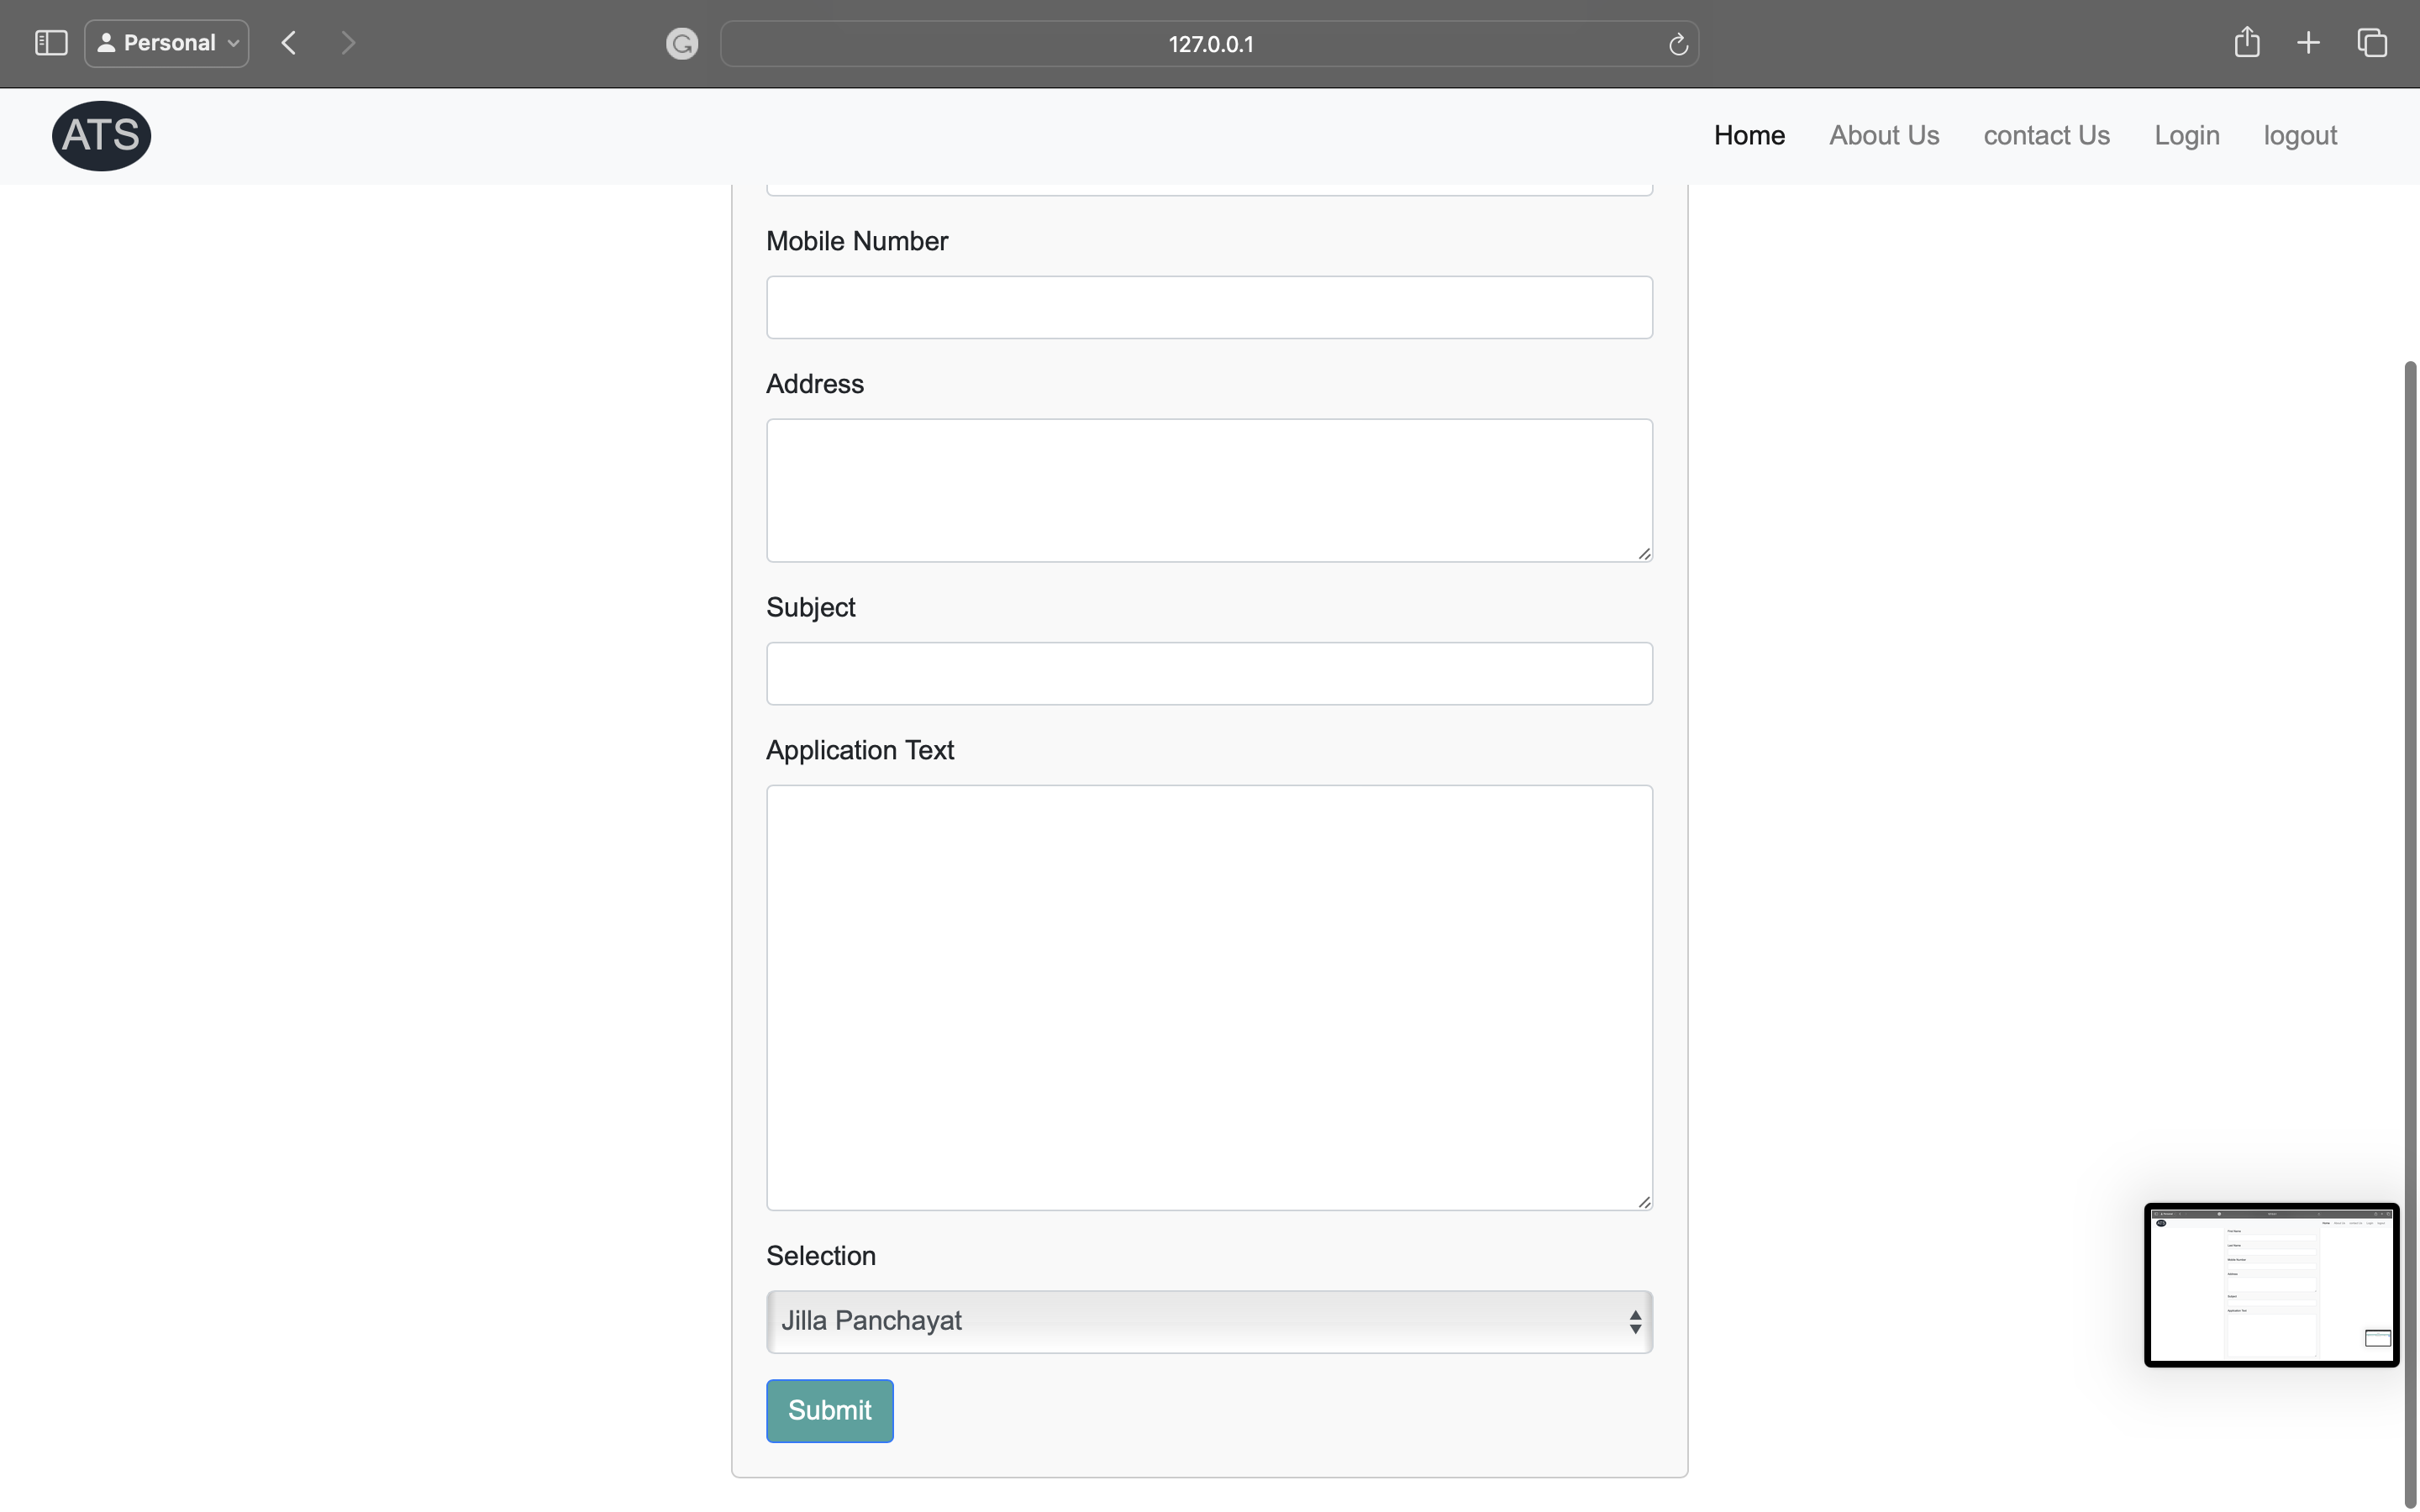 Personal
127.0.0.1
ATS
Home About Us contact Us Login logout
Mobile Number
Address
Subject
Application Text
Selection
Jilla Panchayat
Submit